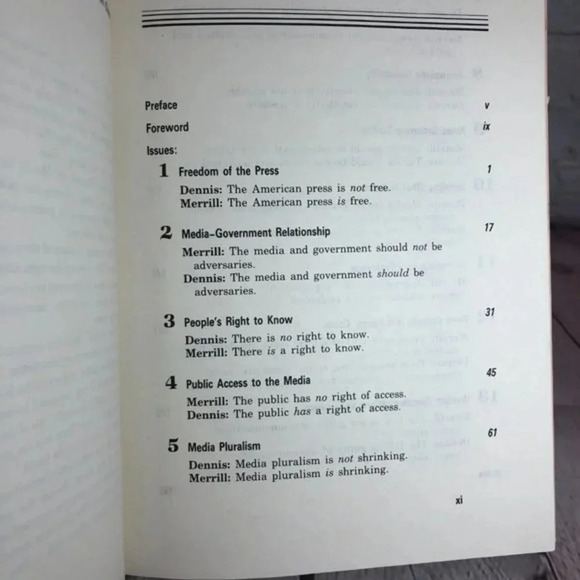 Preface v
Foreword ix
Issues:
1 Freedom of the Press 1
Dennis: The American press is not free.
Merrill: The American press is free.
2 Media-Government Relationship 17
Merrill: The media and government should not be
adversaries.
Dennis: The media and government should be
adversaries.
3 People's Right to Know 31
Dennis: There is no right to know.
Merrill: There is a right to know.
4 Public Access to the Media 45
Merrill: The public has no right of access.
Dennis: The public has a right of access.
5 Media Pluralism 61
Dennis: Media pluralism is not shrinking.
Merrill: Media pluralism is shrinking.
xi